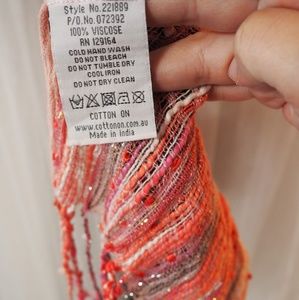 Style No.221889
P/O.No.072392
100% VISCOSE
RN 129164
COLD HAND WASH
DO NOT BLEACH
DO NOT TUMBLE DRY
COOL IRON
DO NOT DRY CLEAN
COTTON ON
www.cottonon.com.au
Made in India